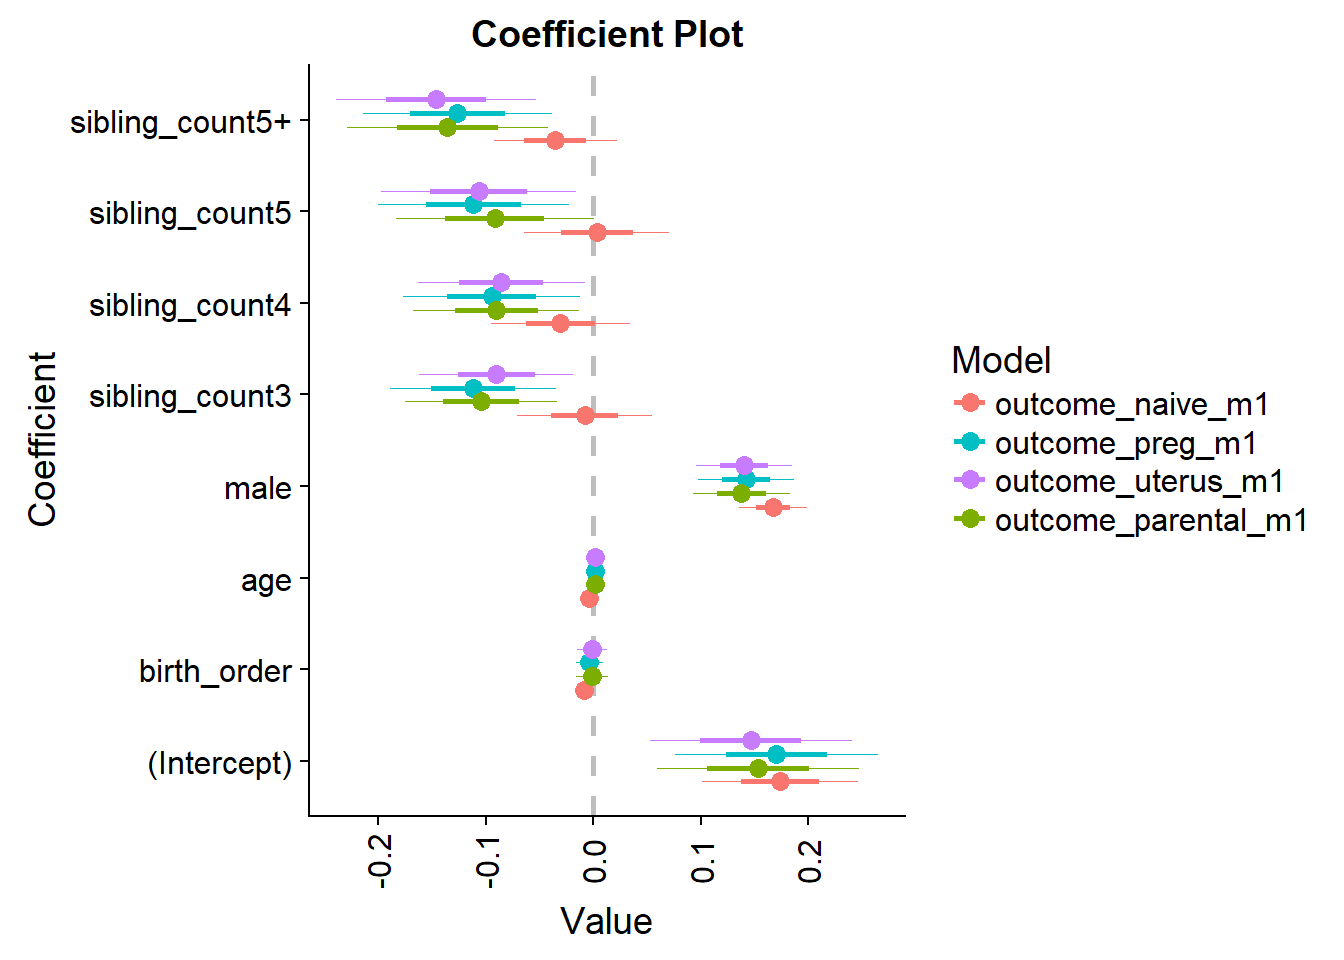 Coefficient Plot
Coefficient
sibling_count5+
sibling_count5
sibling_count4
sibling_count3
male
age
birth_order
(Intercept)
-0.2
-0.1
0.0
0.1
0.2
Value
Model
outcome_naive_m1
outcome_preg_m1
outcome_uterus_m1
outcome_parental_m1